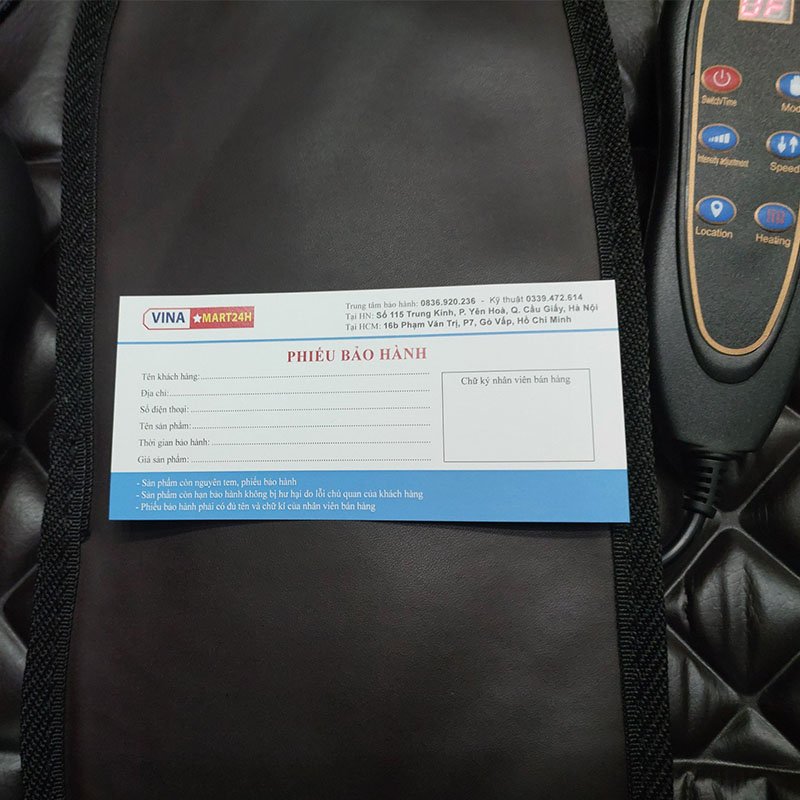 VINA MART24H
Trung tâm bảo hành: 0836.920.236 - Kỹ thuật 0339.472.614
Tại HN: Số 115 Trung Kính, P. Yên Hoà, Q. Cầu Giấy, Hà Nội
Tại HCM: 16b Phạm Văn Trị, P7, Gò Vấp, Hồ Chí Minh
PHIẾU BẢO HÀNH
Tên khách hàng:
Địa chỉ:
Số điện thoại:
Tên sản phẩm:
Thời gian bảo hành:
Giá sản phẩm:
Chữ ký nhân viên bán hàng
- Sản phẩm còn nguyên tem, phiếu bảo hành
- Sản phẩm còn hạn bảo hành không bị hư hại do lỗi chủ quan của khách hàng
- Phiếu bảo hành phải có đủ tên và chữ kí của nhân viên bán hàng
Switch/Time
Intensity adjustment
Speed
Location
Heating